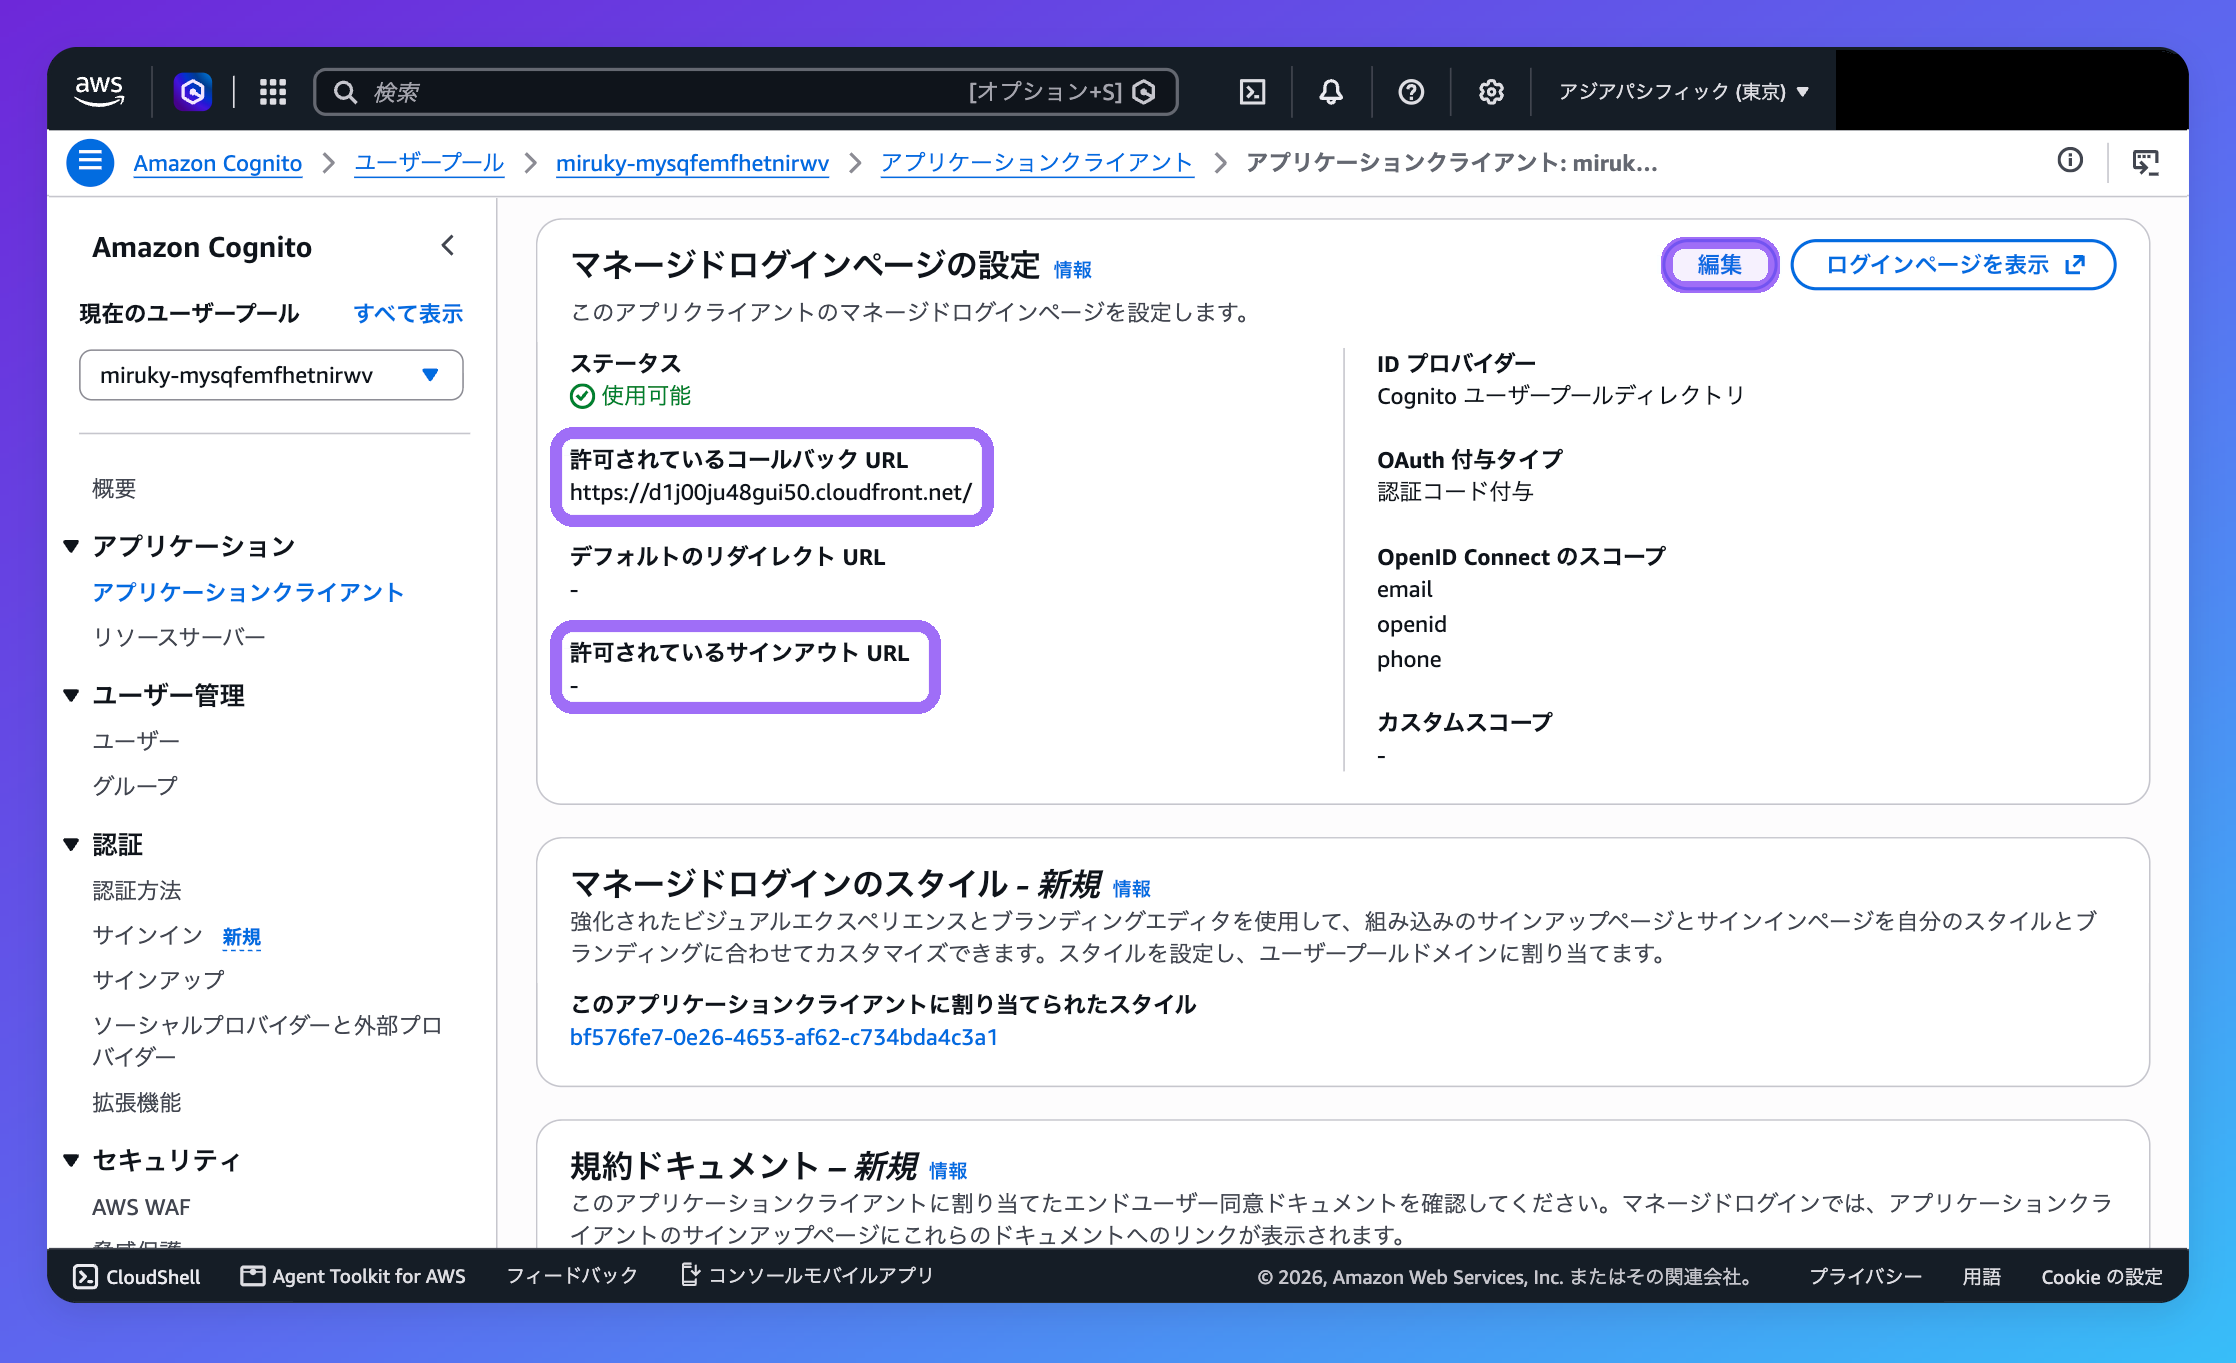 aws
検索
[オプション+S]
アジアパシフィック (東京)
Amazon Cognito
ユーザープール
miruky-mysqfemfhetnirwv
アプリケーションクライアント
アプリケーションクライアント: miruk...
Amazon Cognito
現在のユーザープール
すべて表示
miruky-mysqfemfhetnirwv
概要
アプリケーション
アプリケーションクライアント
リソースサーバー
ユーザー管理
ユーザー
グループ
認証
認証方法
サインイン 新規
サインアップ
ソーシャルプロバイダーと外部プロ
バイダー
拡張機能
セキュリティ
AWS WAF
脅威保護
マネージドログインページの設定 情報
編集
ログインページを表示
このアプリクライアントのマネージドログインページを設定します。
ステータス
使用可能
許可されているコールバック URL
https://d1j00ju48gui50.cloudfront.net/
デフォルトのリダイレクト URL
-
許可されているサインアウト URL
-
ID プロバイダー
Cognito ユーザープールディレクトリ
OAuth 付与タイプ
認証コード付与
OpenID Connect のスコープ
email
openid
phone
カスタムスコープ
-
マネージドログインのスタイル - 新規 情報
強化されたビジュアルエクスペリエンスとブランディングエディタを使用して、組み込みのサインアップページとサインインページを自分のスタイルとブ
ランディングに合わせてカスタマイズできます。スタイルを設定し、ユーザープールドメインに割り当てます。
このアプリケーションクライアントに割り当てられたスタイル
bf576fe7-0e26-4653-af62-c734bda4c3a1
規約ドキュメント – 新規 情報
このアプリケーションクライアントに割り当てたエンドユーザー同意ドキュメントを確認してください。マネージドログインでは、アプリケーションクラ
イアントのサインアップページにこれらのドキュメントへのリンクが表示されます。
CloudShell
Agent Toolkit for AWS
フィードバック
コンソールモバイルアプリ
© 2026, Amazon Web Services, Inc. またはその関連会社。
プライバシー
用語
Cookie の設定